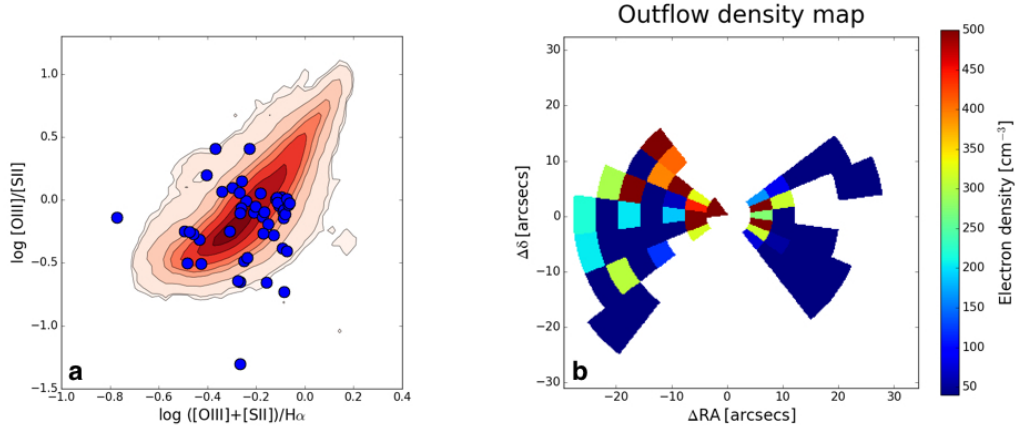 Outflow density map
a
1.0
0.5
0.0
−0.5
−1.0
−1.5
−1.0 −0.8 −0.6 −0.4 −0.2 0.0 0.2 0.4
log [OIII]/[SII]
log ([OIII]+[SII])/Hα
b
30
20
10
0
−10
−20
−30
−20 −10 0 10 20 30
Δδ [arcsecs]
ΔRA [arcsecs]
500
450
400
350
300
250
200
150
100
50
Electron density [cm⁻³]